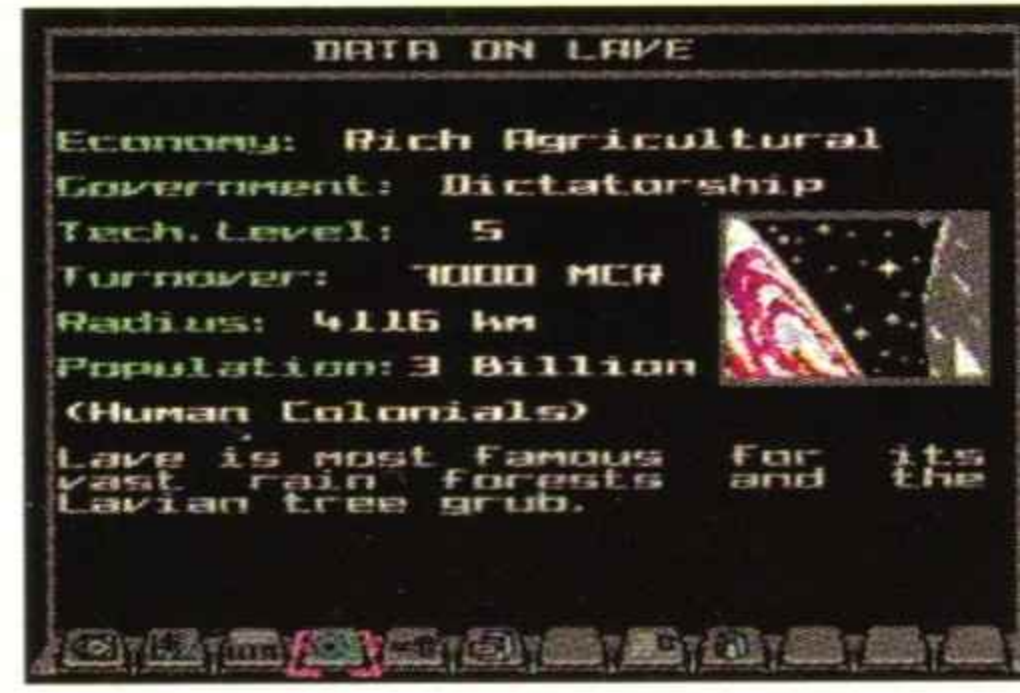 DATA ON LAVE
Economy: Rich Agricultural
Government: Dictatorship
Tech.Level: 5
Turnover: 7000 MCR
Radius: 4116 km
Population: 3 Billion
(Human Colonials)
Lave is most famous for its
vast rain forests and the
Lavian tree grub.